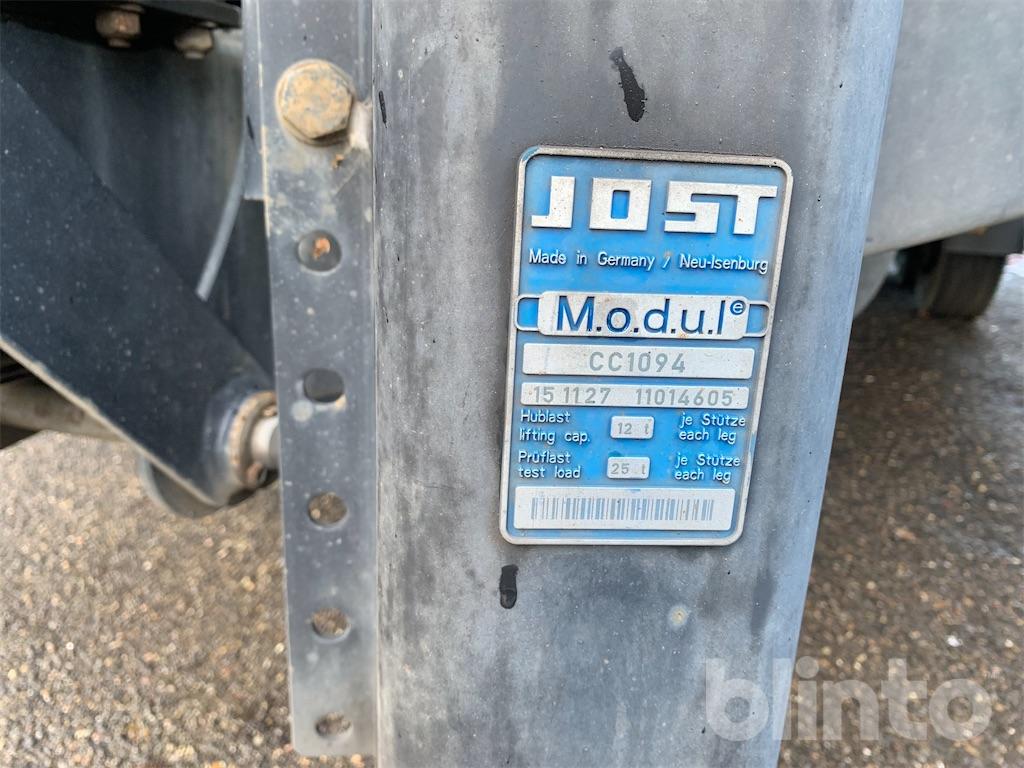 JOST
Made in Germany / Neu-Isenburg
M.o.d.u.l e
CC1094
15 1127 11014605
Hublast 12 t je Stütze
lifting cap. each leg
Prüflast 25 t je Stütze
test load each leg
blinto